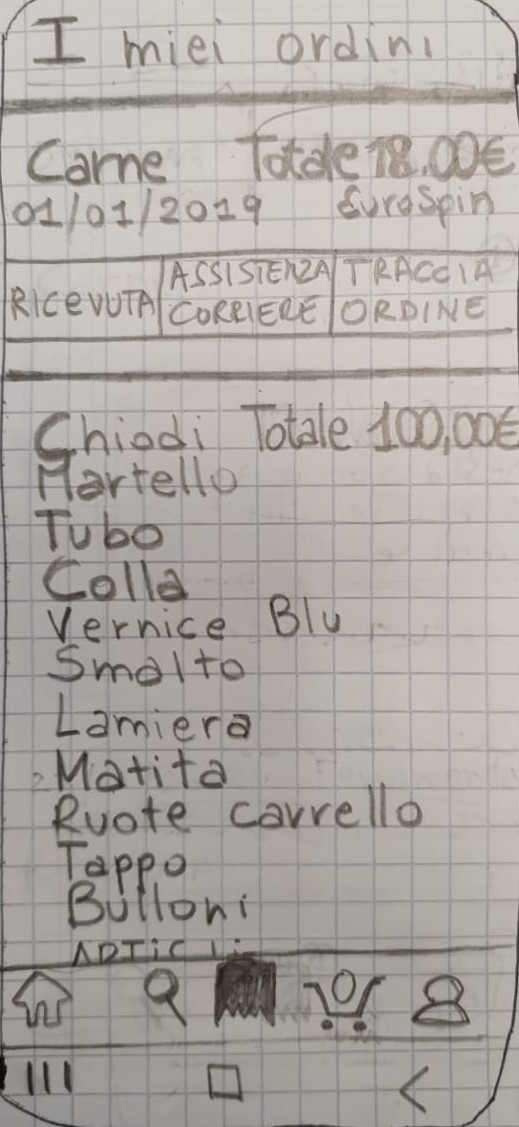 I miei ordini
Carne Totale 18.00€
01/01/2019 EuroSpin
RICEVUTA ASSISTENZA CORRIERE TRACCIA ORDINE
Chiodi Totale 100,00€
Martello
Tubo
Colla
Vernice Blu
Smalto
Lamiera
Matita
Ruote carrello
Tappo
Bulloni